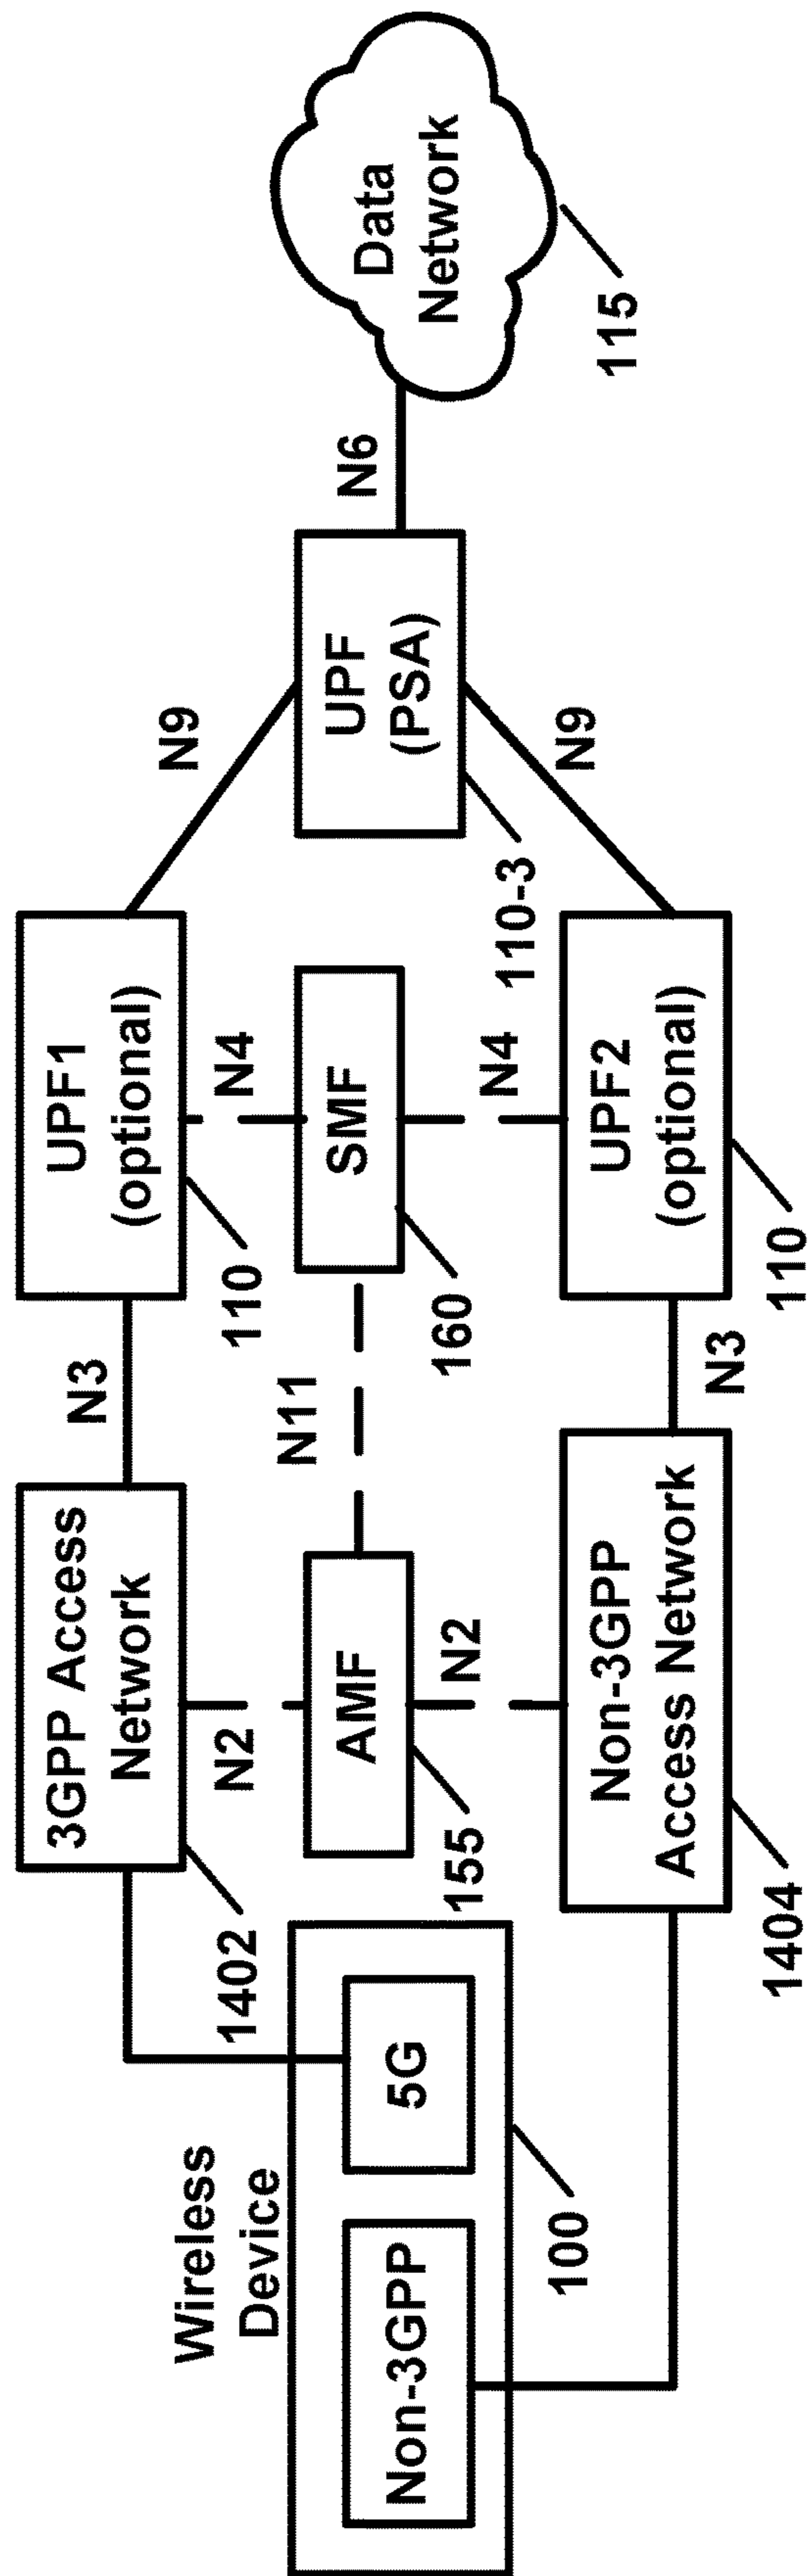 Wireless
Device
Non-3GPP
5G
100
3GPP Access
Network
1402
N2
AMF
155
N2
Non-3GPP
Access Network
1404
N3
N11
N3
UPF1
(optional)
110
N4
SMF
160
N4
UPF2
(optional)
110
N9
N9
UPF
(PSA)
110-3
N6
Data
Network
115